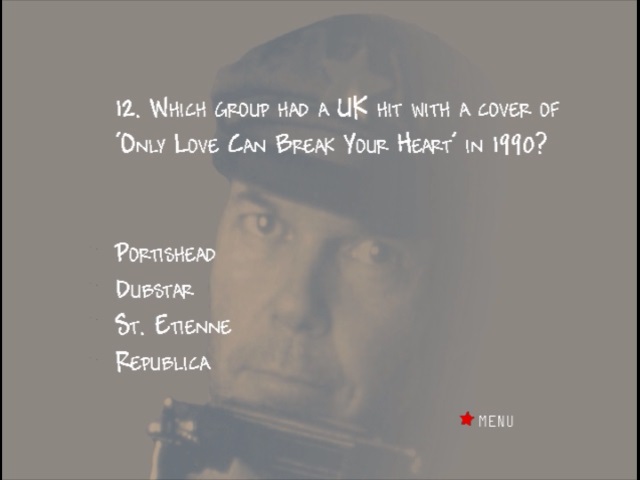 12. Which group had a UK hit with a cover of
'Only Love Can Break Your Heart' in 1990?
Portishead
Dubstar
St. Etienne
Republica
MENU